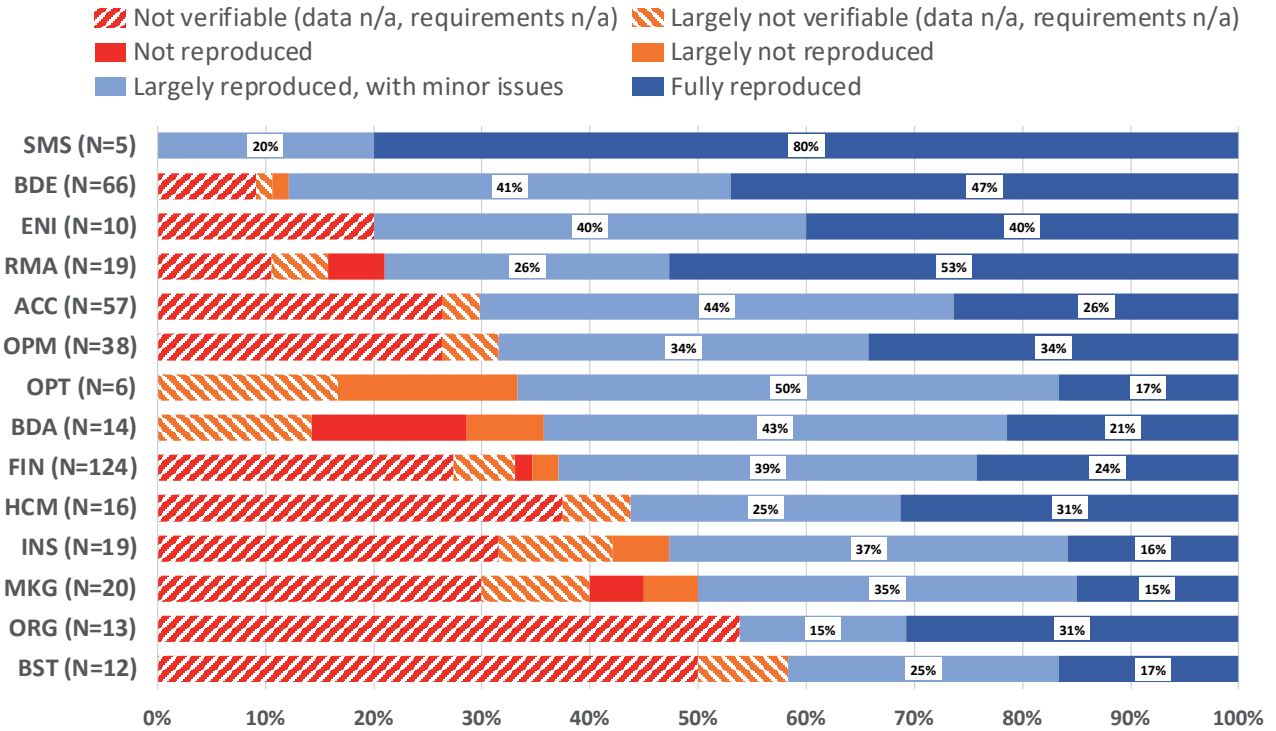 Not verifiable (data n/a, requirements n/a) Largely not verifiable (data n/a, requirements n/a)
Not reproduced Largely not reproduced
Largely reproduced, with minor issues Fully reproduced
SMS (N=5) 20% 80%
BDE (N=66) 41% 47%
ENI (N=10) 40% 40%
RMA (N=19) 26% 53%
ACC (N=57) 44% 26%
OPM (N=38) 34% 34%
OPT (N=6) 50% 17%
BDA (N=14) 43% 21%
FIN (N=124) 39% 24%
HCM (N=16) 25% 31%
INS (N=19) 37% 16%
MKG (N=20) 35% 15%
ORG (N=13) 15% 31%
BST (N=12) 25% 17%
0% 10% 20% 30% 40% 50% 60% 70% 80% 90% 100%